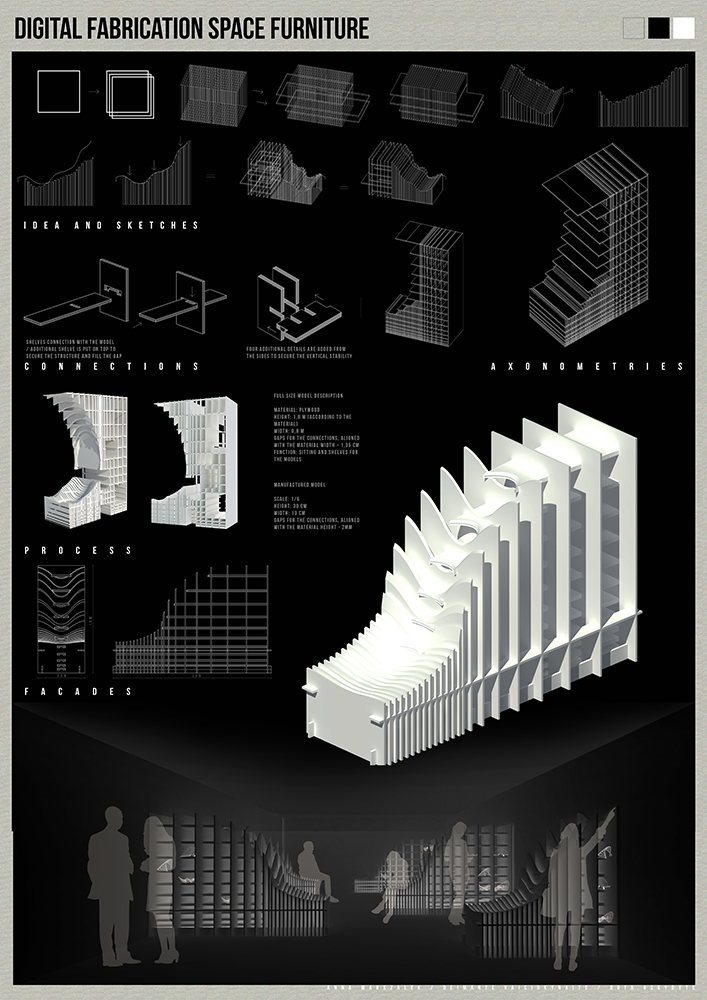 DIGITAL FABRICATION SPACE FURNITURE
IDEA AND SKETCHES
SHELVES CONNECTION WITH THE MODEL
/ ADDITIONAL SHELVE IS PUT ON TOP TO
SECURE THE STRUCTURE AND FILL THE GAP
FOUR ADDITIONAL DETAILS ARE ADDED FROM
THE SIDES TO SECURE THE VERTICAL STABILITY
CONNECTIONS
AXONOMETRIES
FULL SIZE MODEL DESCRIPTION
MATERIAL: PLYWOOD
HEIGHT: 1,8 M (ACCORDING TO THE
MATERIAL)
WIDTH: 0,8 M
GAPS FOR THE CONNECTIONS, ALIGNED
WITH THE MATERIAL WIDTH - 1,35 CM
FUNCTION: SITTING AND SHELVES FOR
THE MODELS
MANUFACTURED MODEL
SCALE: 1/6
HEIGHT: 30 CM
WIDTH: 13 CM
GAPS FOR THE CONNECTIONS, ALIGNED
WITH THE MATERIAL HEIGHT - 2MM
PROCESS
FACADES